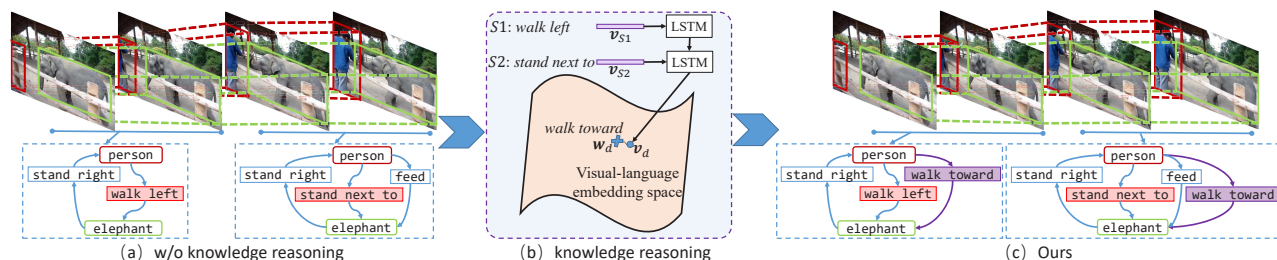 person
stand right
walk left
elephant
person
stand right
feed
stand next to
elephant
(a) w/o knowledge reasoning
S1: walk left
v_S1
LSTM
S2: stand next to
v_S2
LSTM
walk toward
w_d
v_d
Visual-language
embedding space
(b) knowledge reasoning
person
stand right
walk toward
walk left
elephant
person
stand right
feed
stand next to
walk toward
elephant
(c) Ours